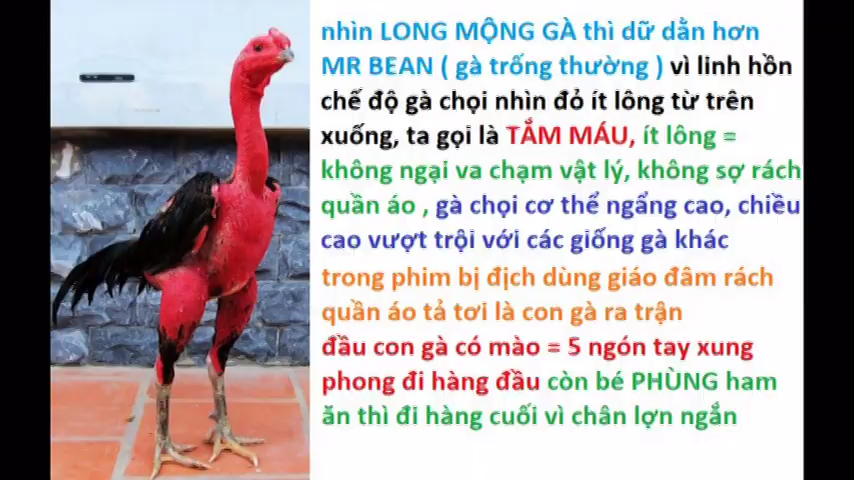 nhìn LONG MỘNG GÀ thì dữ dằn hơn
MR BEAN ( gà trống thường ) vì linh hồn
chế độ gà chọi nhìn đỏ ít lông từ trên
xuống, ta gọi là TẮM MÁU, ít lông =
không ngại va chạm vật lý, không sợ rách
quần áo , gà chọi cơ thể ngẩng cao, chiều
cao vượt trội với các giống gà khác
trong phim bị địch dùng giáo đâm rách
quần áo tả tơi là con gà ra trận
đầu con gà có mào = 5 ngón tay xung
phong đi hàng đầu còn bé PHÙNG ham
ăn thì đi hàng cuối vì chân lợn ngắn